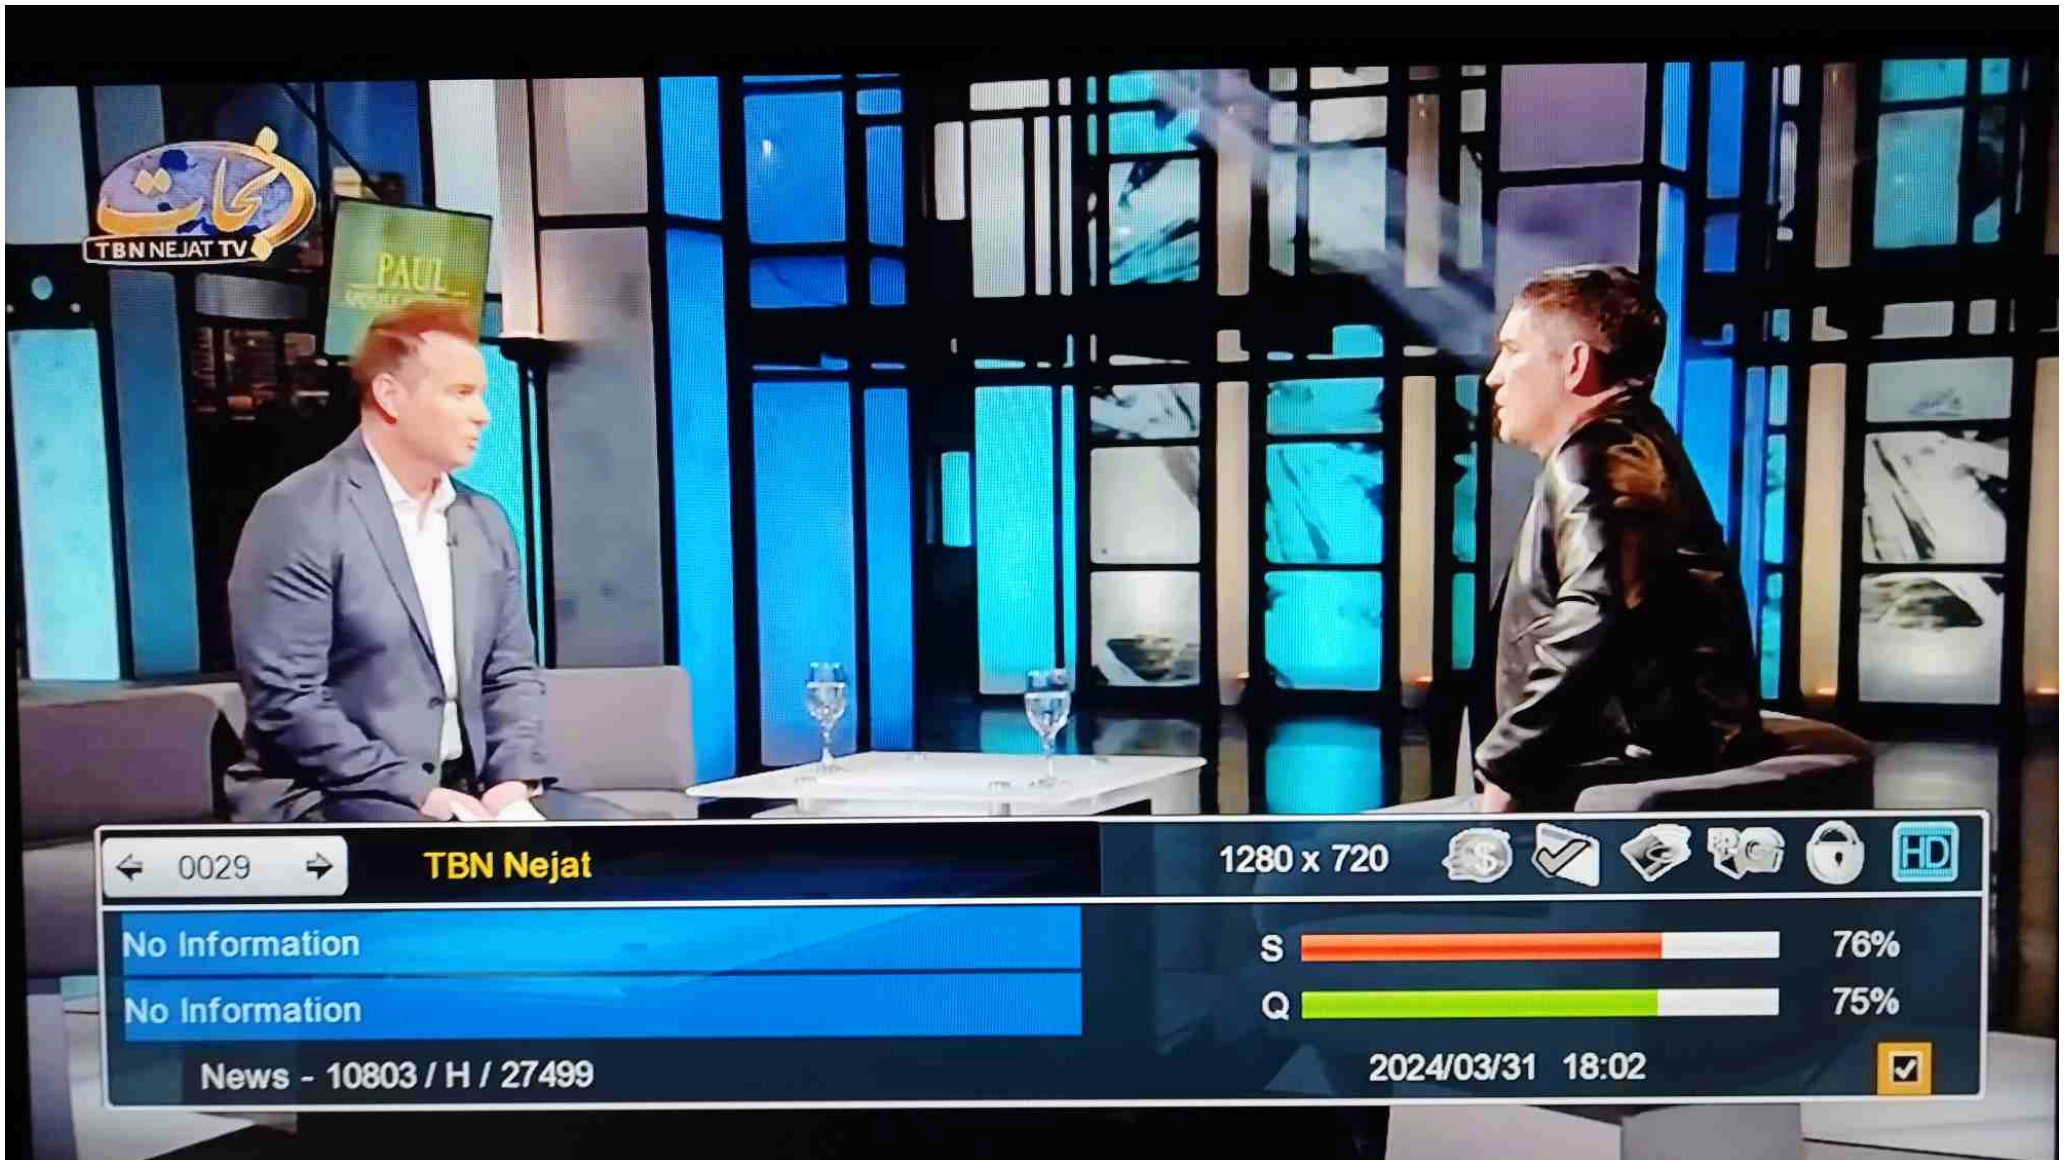 نجات
TBN NEJAT TV
PAUL
0029
TBN Nejat
1280 x 720
HD
No Information
No Information
S
76%
Q
75%
News - 10803 / H / 27499
2024/03/31 18:02